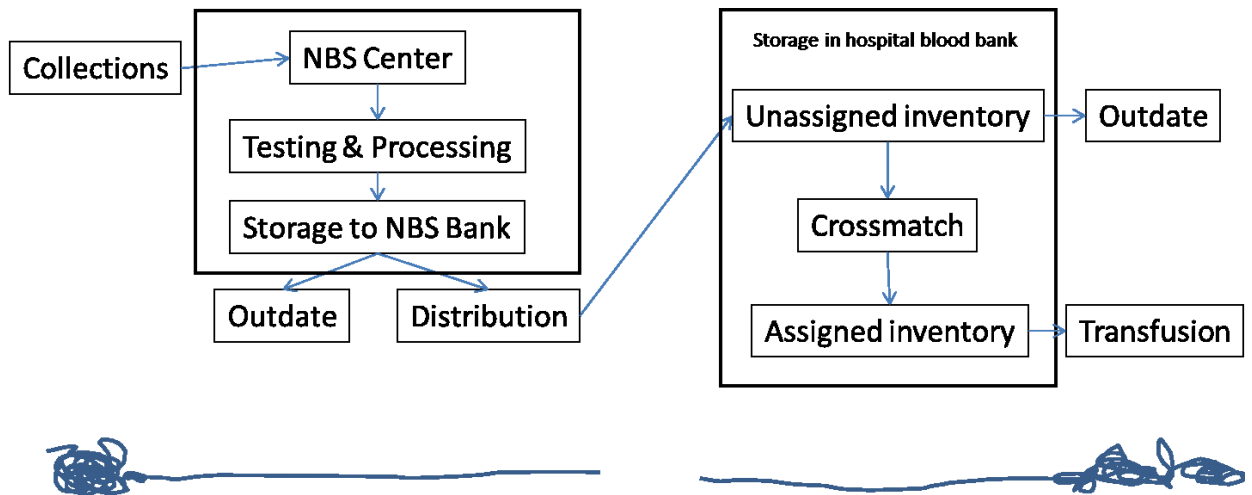 Collections
NBS Center
Testing & Processing
Storage to NBS Bank
Outdate
Distribution
Storage in hospital blood bank
Unassigned inventory
Outdate
Crossmatch
Assigned inventory
Transfusion